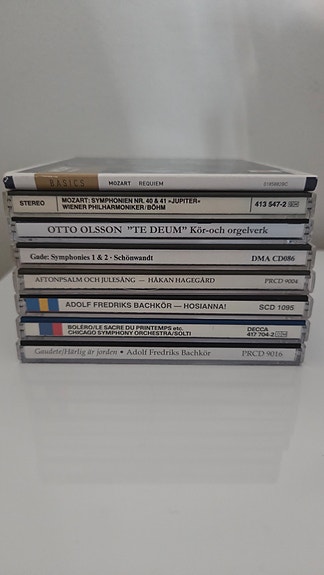 BASICS MOZART REQUIEM
STEREO MOZART: SYMPHONIEN NR. 40 & 41 »JUPITER« 413 547-2
WIENER PHILHARMONIKER/BÖHM
OTTO OLSSON "TE DEUM" Kör-och orgelverk
Gade: Symphonies 1 & 2 · Schönwandt DMA CD086
AFTONPSALM OCH JULESÅNG — HÅKAN HAGEGÅRD PRCD 9004
ADOLF FREDRIKS BACHKÖR — HOSIANNA! SCD 1095
BOLÉRO/LE SACRE DU PRINTEMPS etc. DECCA
CHICAGO SYMPHONY ORCHESTRA/SOLTI 417 704-2
Gaudete/Härlig är jorden • Adolf Fredriks Bachkör PRCD 9016